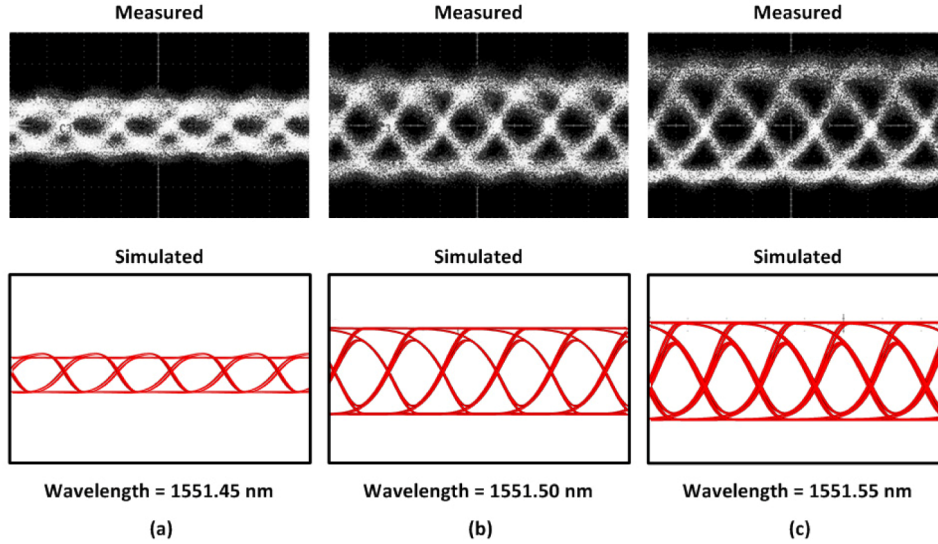 Measured
Measured
Measured
Simulated
Simulated
Simulated
Wavelength = 1551.45 nm
Wavelength = 1551.50 nm
Wavelength = 1551.55 nm
(a)
(b)
(c)